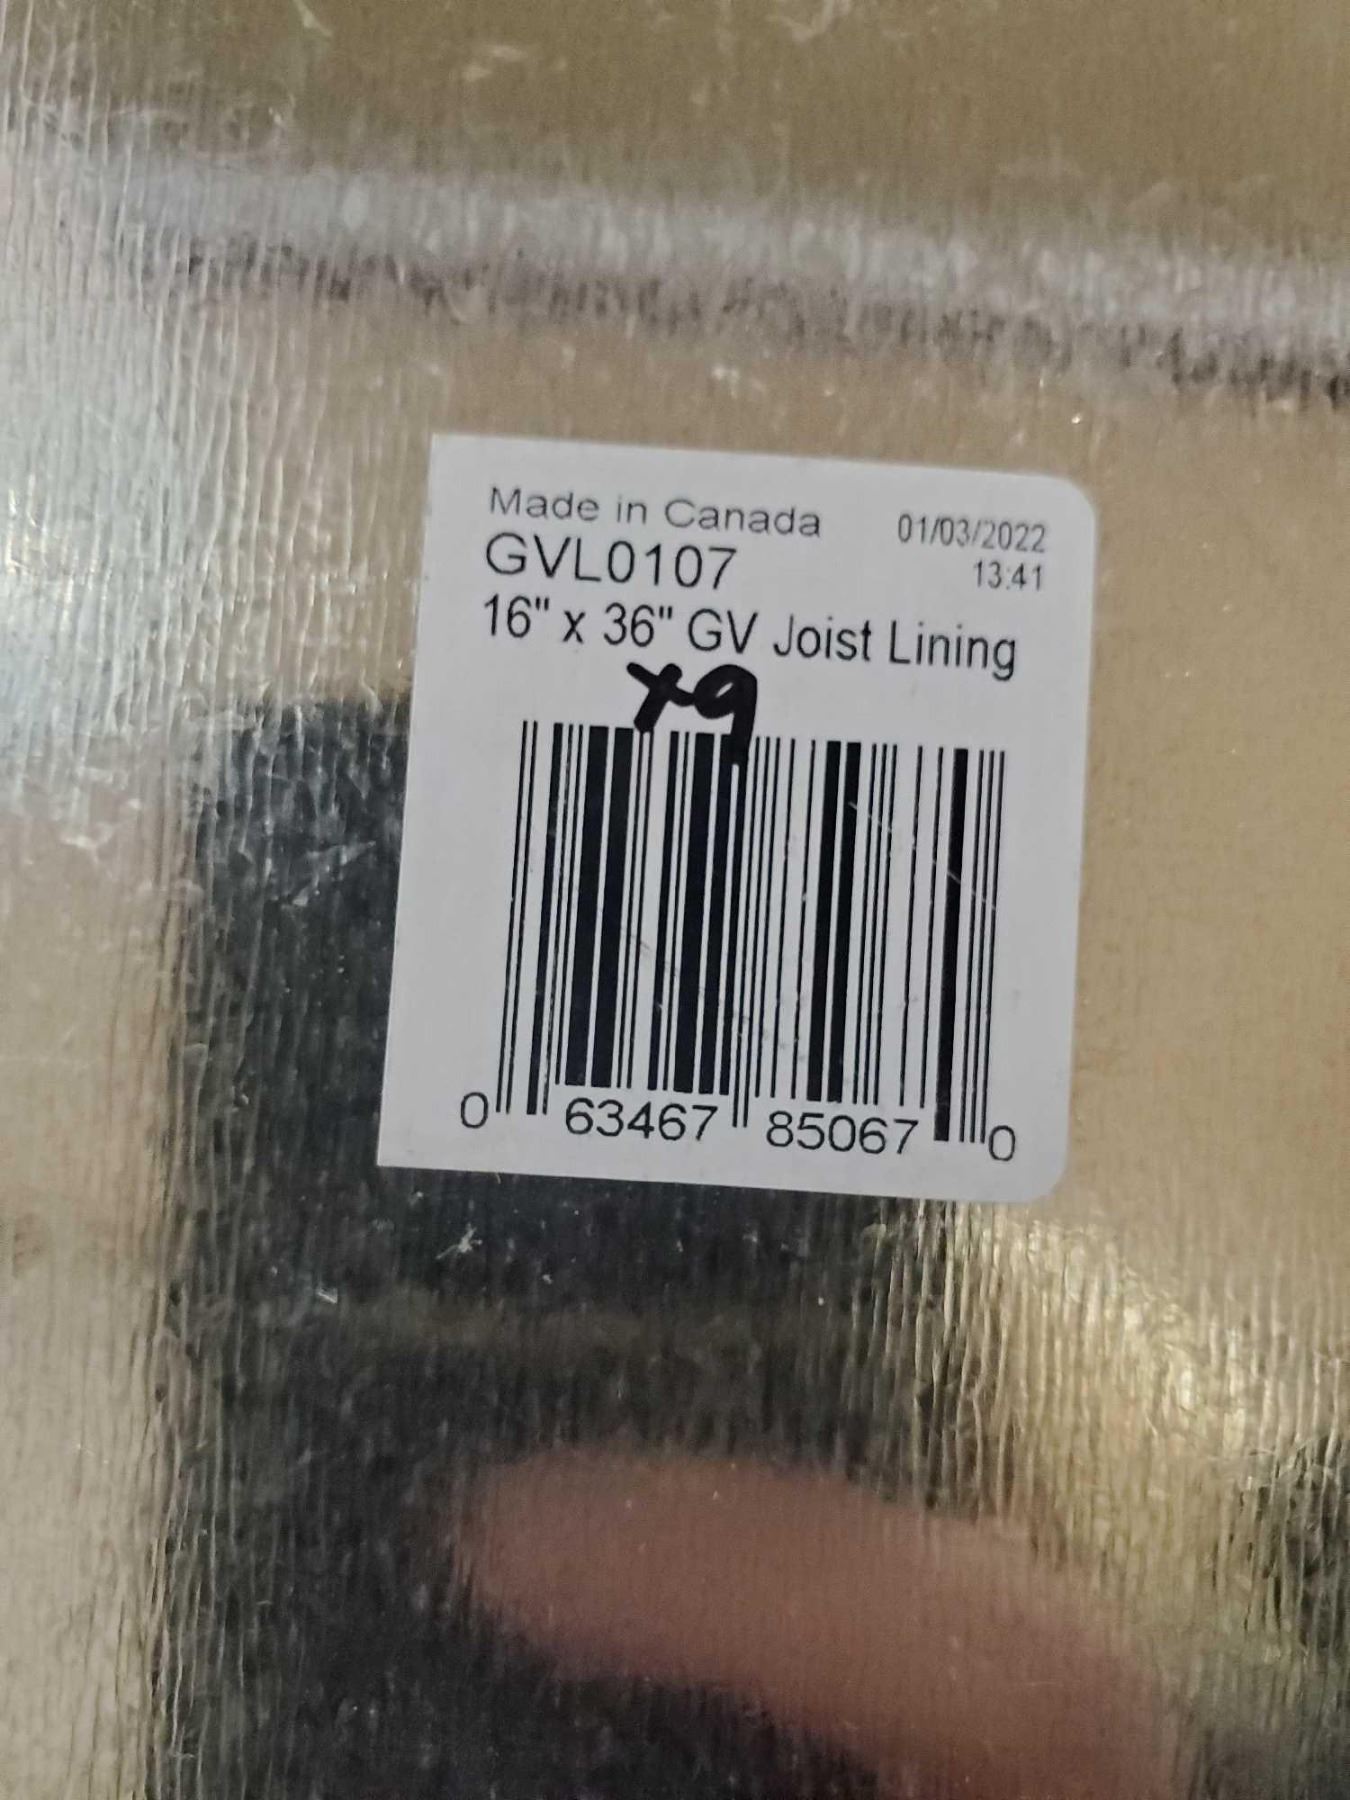 Made in Canada 01/03/2022
GVL0107 13:41
16" x 36" GV Joist Lining
x9
0 63467 85067 0